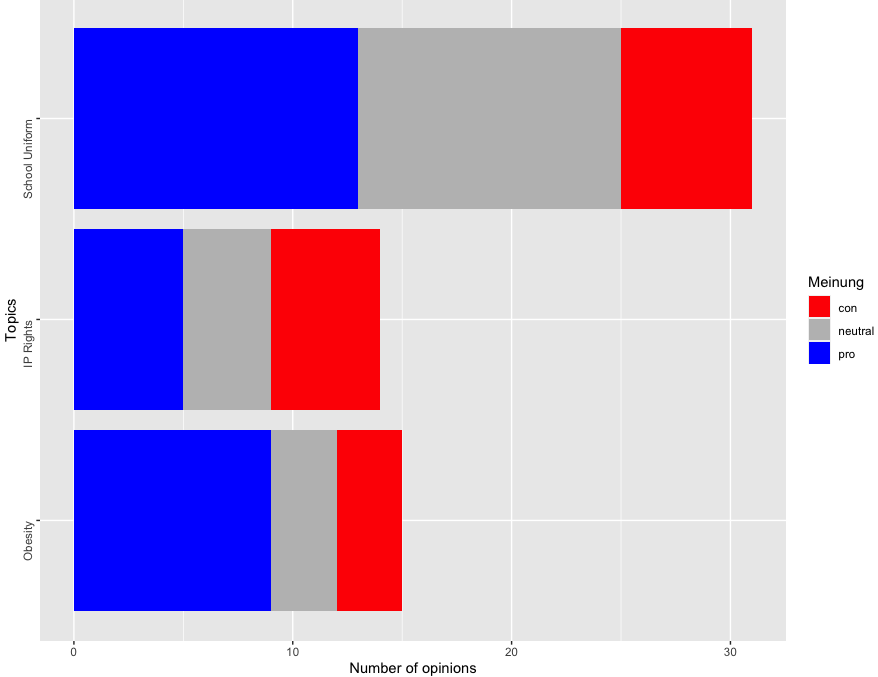 School Uniform
IP Rights
Obesity
Topics
0
10
20
30
Number of opinions
Meinung
con
neutral
pro